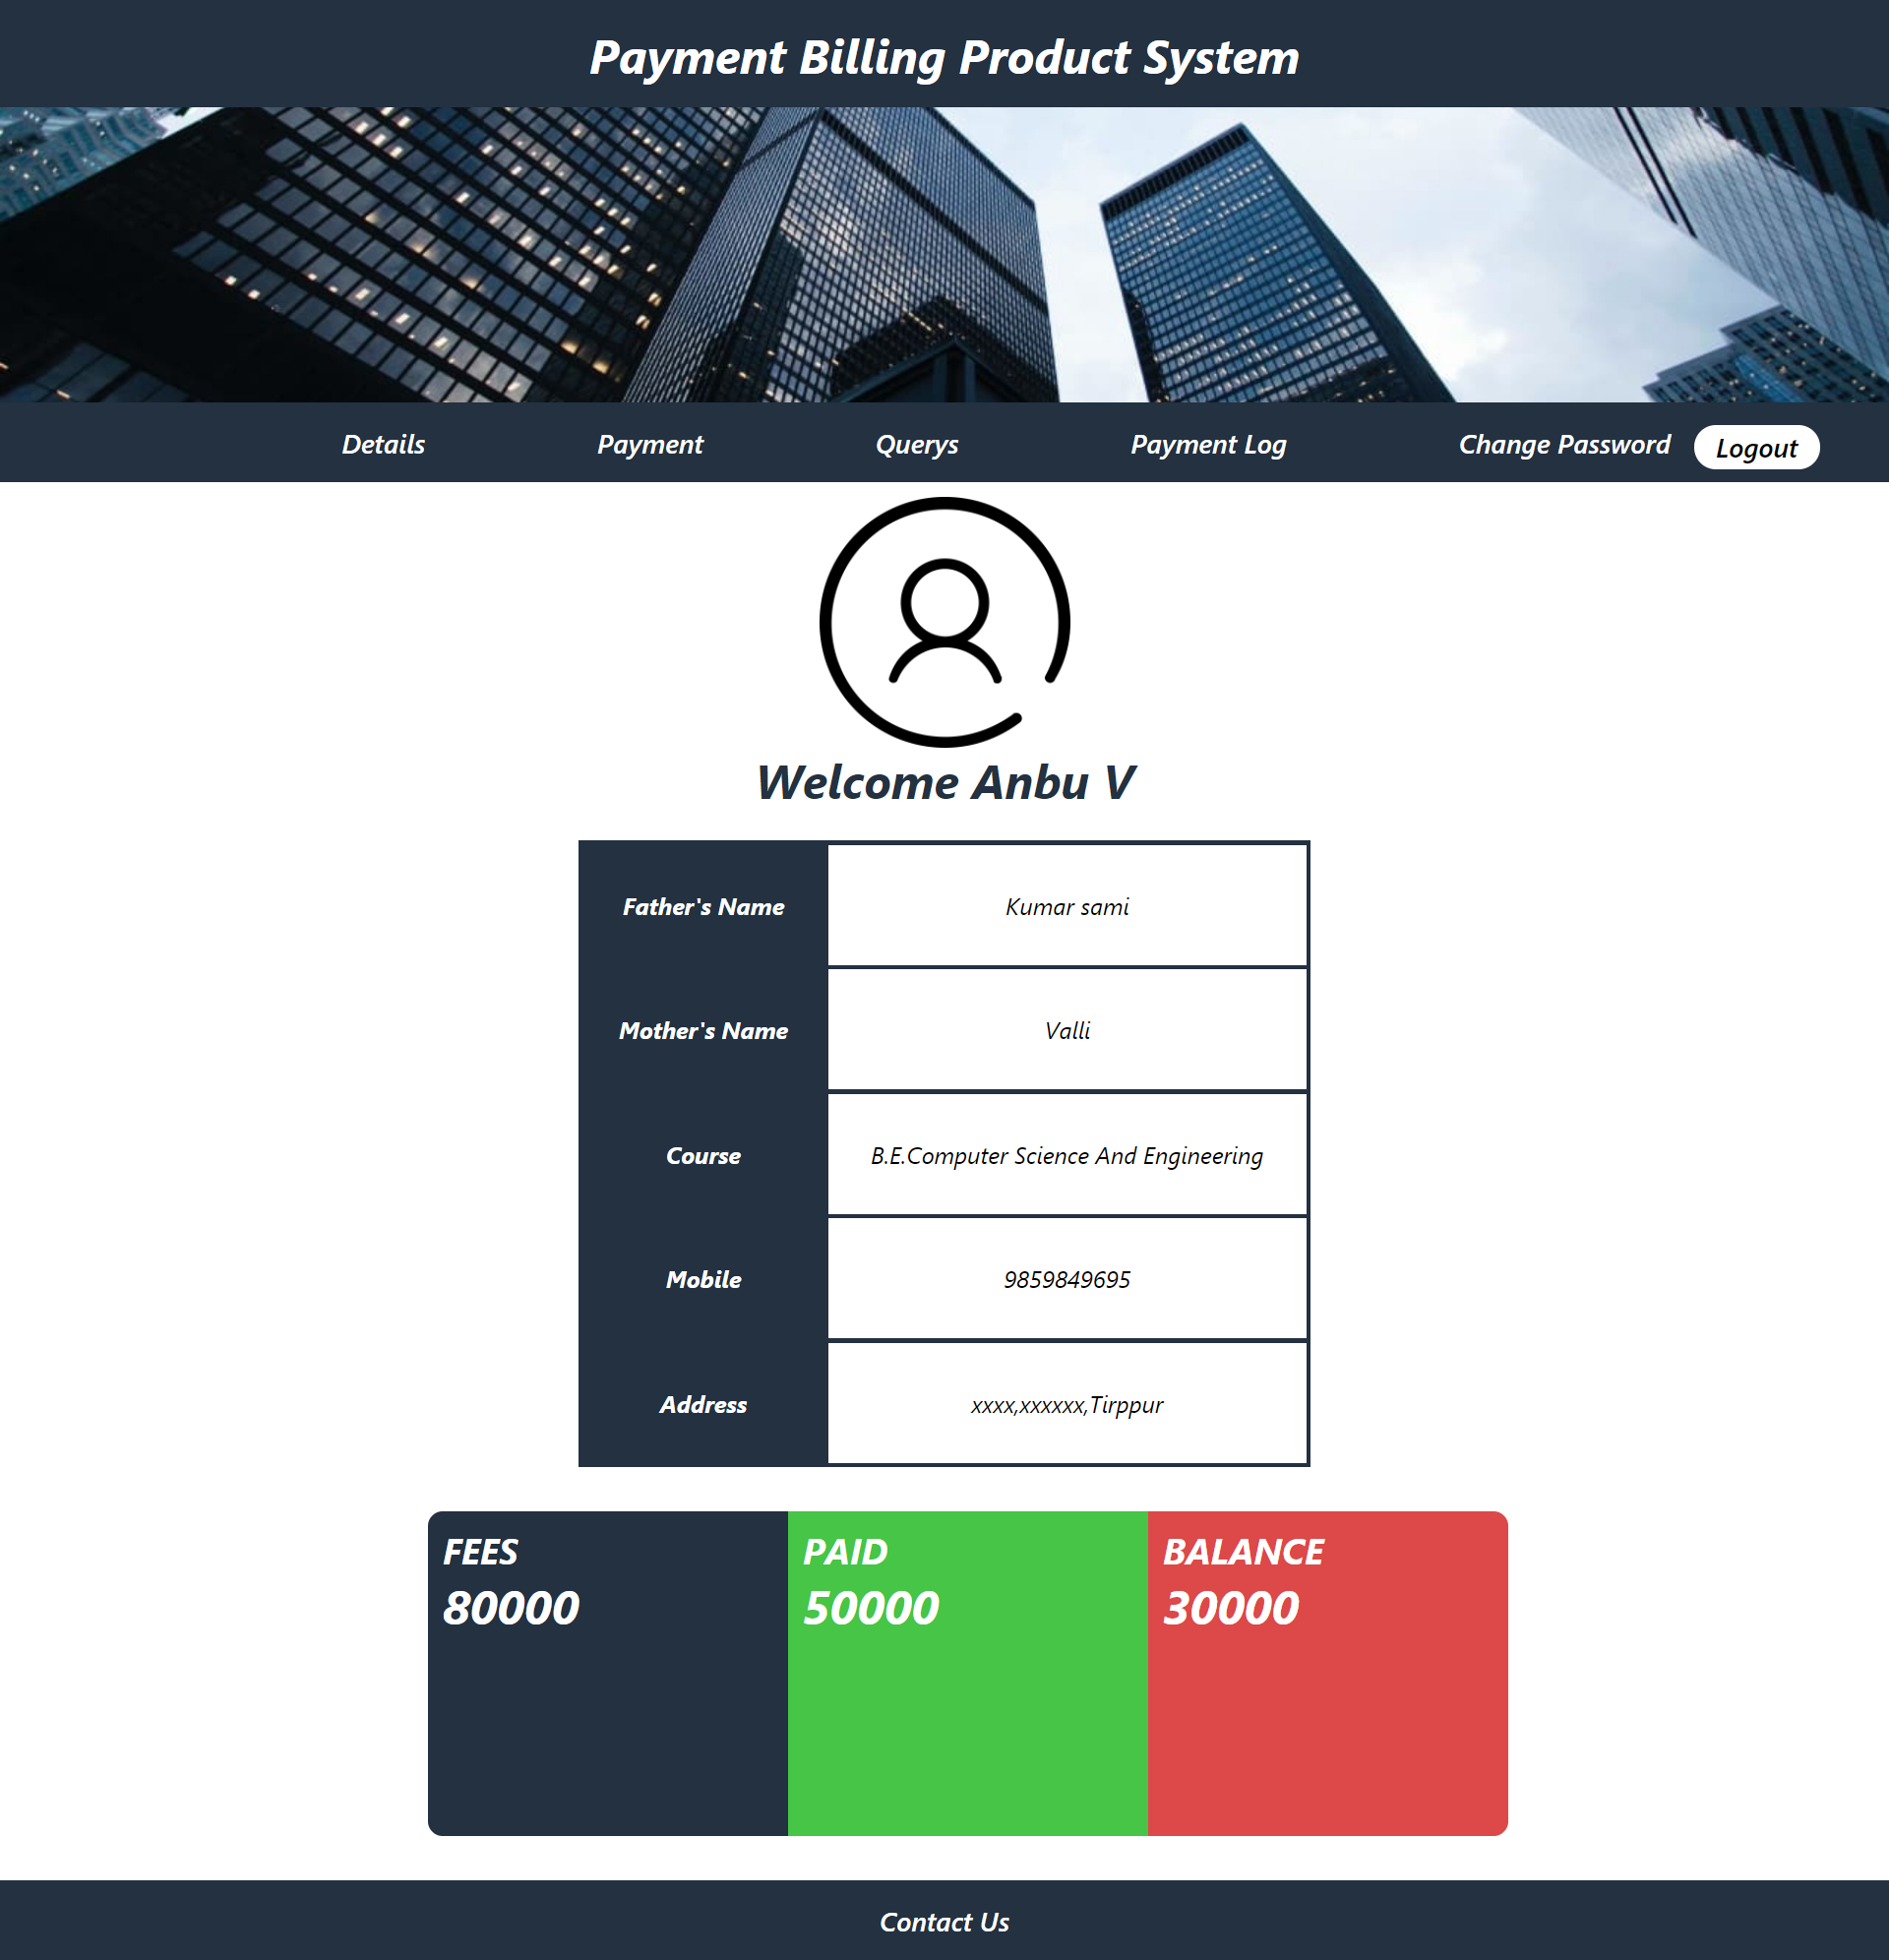 Payment Billing Product System
Details Payment Querys Payment Log Change Password Logout
Welcome Anbu V
Father's Name Kumar sami
Mother's Name Valli
Course B.E.Computer Science And Engineering
Mobile 9859849695
Address xxxx,xxxxxx,Tirppur
FEES PAID BALANCE
80000 50000 30000
Contact Us